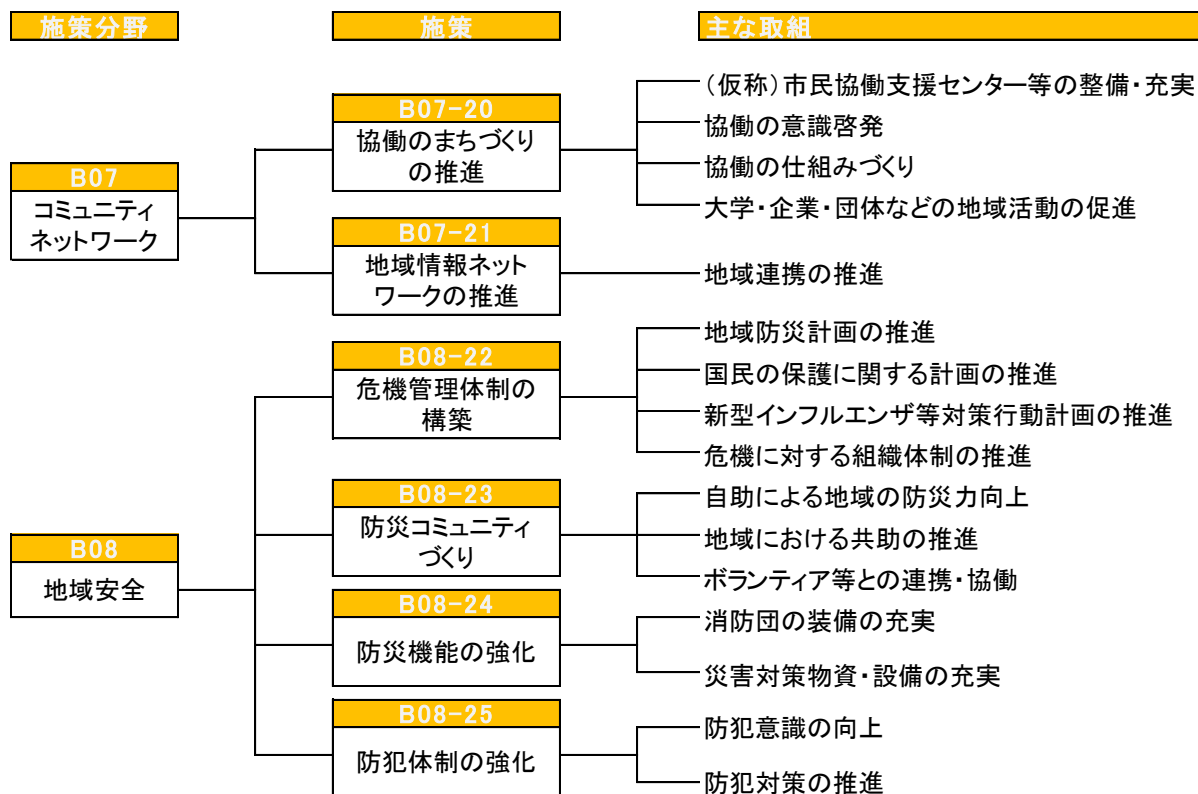 施策分野
施策
主な取組
B07
コミュニティ
ネットワーク
B07-20
協働のまちづくり
の推進
（仮称）市民協働支援センター等の整備・充実
協働の意識啓発
協働の仕組みづくり
大学・企業・団体などの地域活動の促進
B07-21
地域情報ネット
ワークの推進
地域連携の推進
B08
地域安全
B08-22
危機管理体制の
構築
地域防災計画の推進
国民の保護に関する計画の推進
新型インフルエンザ等対策行動計画の推進
危機に対する組織体制の推進
B08-23
防災コミュニティ
づくり
自助による地域の防災力向上
地域における共助の推進
ボランティア等との連携・協働
B08-24
防災機能の強化
消防団の装備の充実
災害対策物資・設備の充実
B08-25
防犯体制の強化
防犯意識の向上
防犯対策の推進